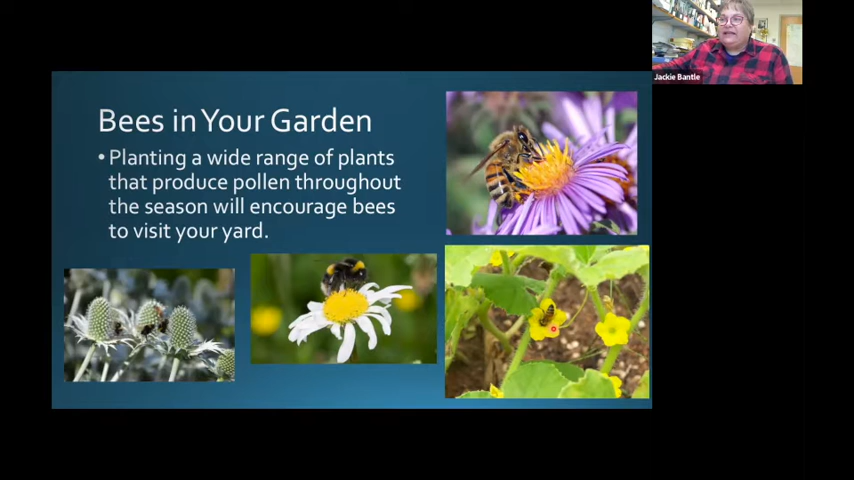 Jackie Bantle
Bees in Your Garden
• Planting a wide range of plants
that produce pollen throughout
the season will encourage bees
to visit your yard.